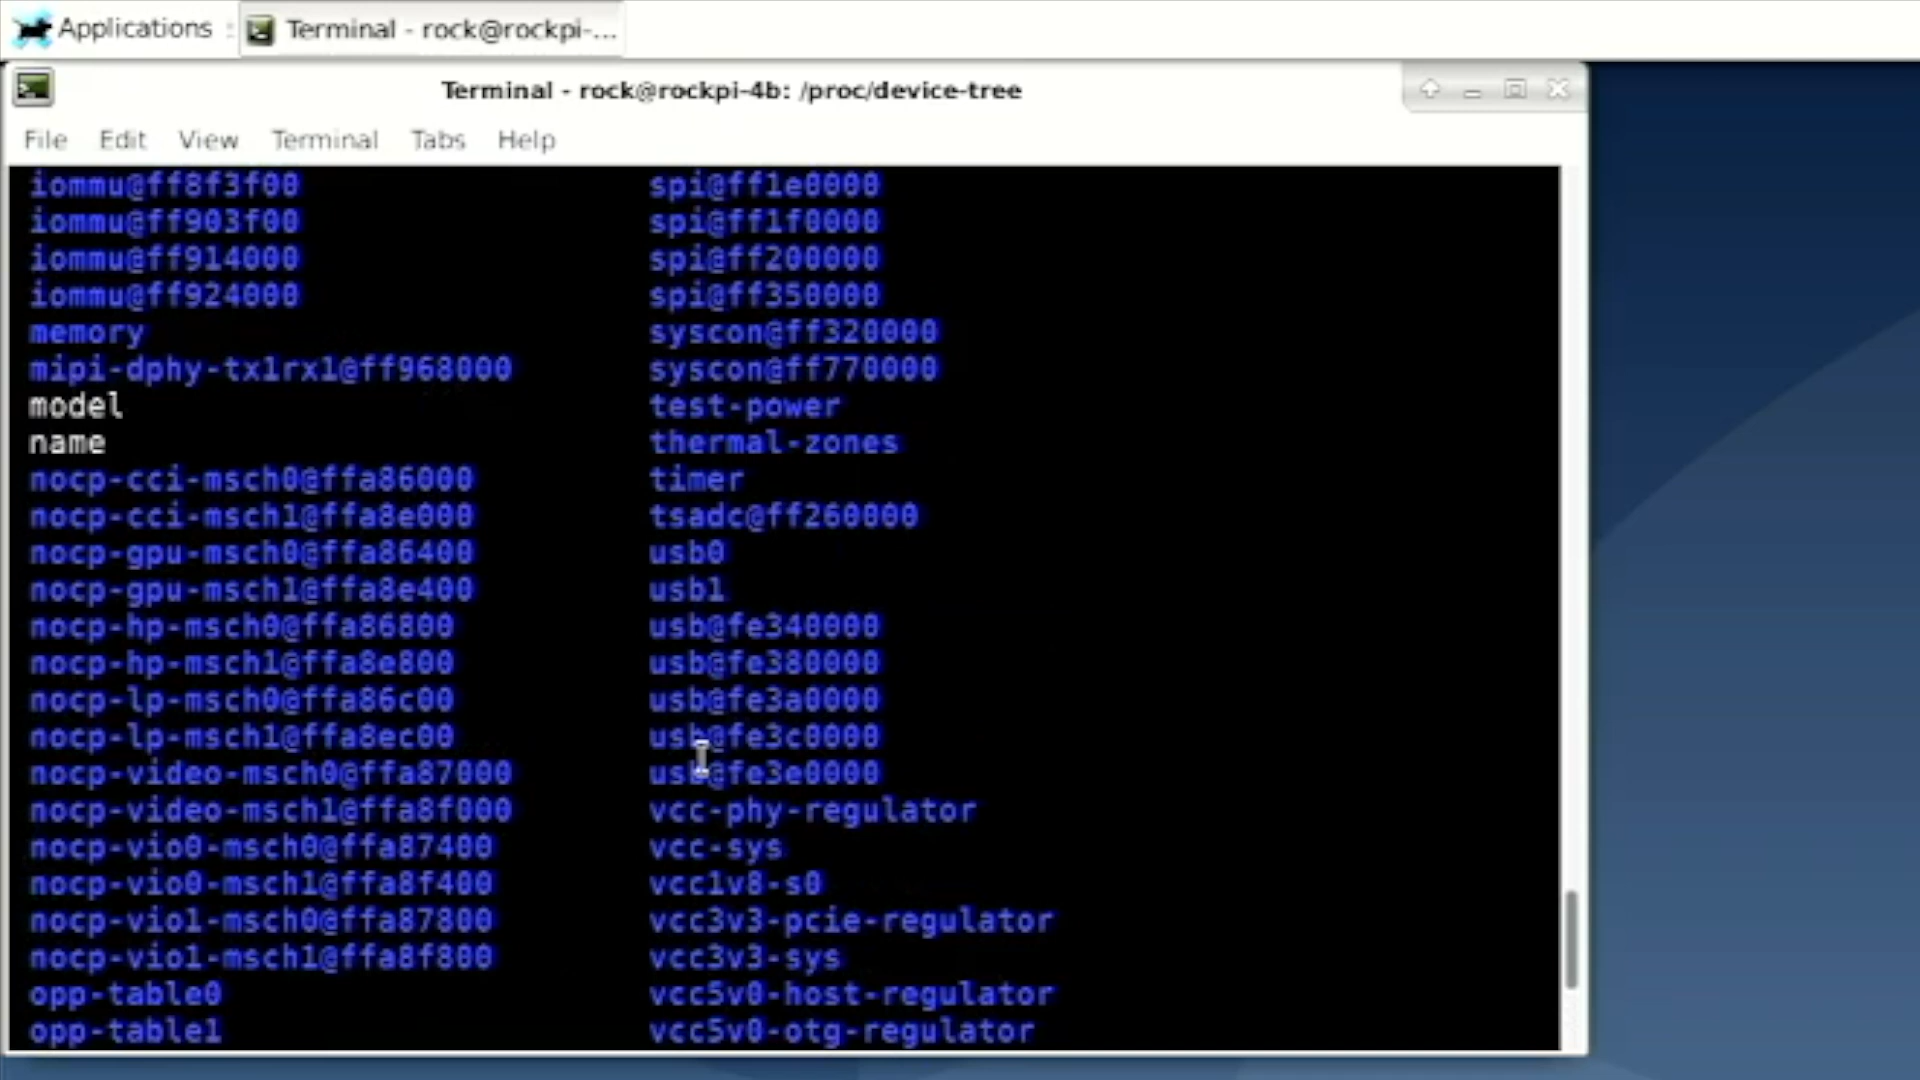 Applications : Terminal - rock@rockpi-...
Terminal - rock@rockpi-4b: /proc/device-tree
File Edit View Terminal Tabs Help
iommu@ff8f3f00 spi@ff1e0000
iommu@ff903f00 spi@ff1f0000
iommu@ff914000 spi@ff200000
iommu@ff924000 spi@ff350000
memory syscon@ff320000
mipi-dphy-tx1rx1@ff968000 syscon@ff770000
model test-power
name thermal-zones
nocp-cci-msch0@ffa86000 timer
nocp-cci-msch1@ffa8e000 tsadc@ff260000
nocp-gpu-msch0@ffa86400 usb0
nocp-gpu-msch1@ffa8e400 usb1
nocp-hp-msch0@ffa86800 usb@fe340000
nocp-hp-msch1@ffa8e800 usb@fe380000
nocp-lp-msch0@ffa86c00 usb@fe3a0000
nocp-lp-msch1@ffa8ec00 usb@fe3c0000
nocp-video-msch0@ffa87000 usb@fe3e0000
nocp-video-msch1@ffa8f000 vcc-phy-regulator
nocp-vio0-msch0@ffa87400 vcc-sys
nocp-vio0-msch1@ffa8f400 vcc1v8-s0
nocp-vio1-msch0@ffa87800 vcc3v3-pcie-regulator
nocp-vio1-msch1@ffa8f800 vcc3v3-sys
opp-table0 vcc5v0-host-regulator
opp-table1 vcc5v0-otg-regulator